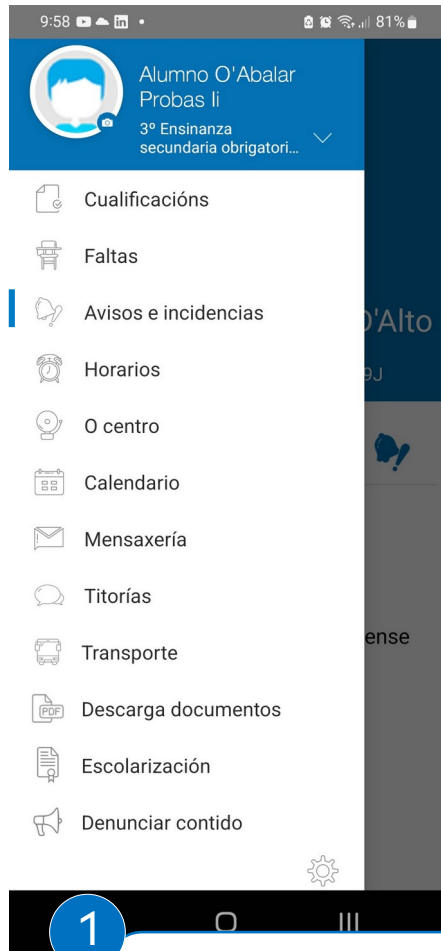 9:58
81%
Alumno O'Abalar
Probas Ii
3º Ensinanza
secundaria obrigatori...
Cualificacións
Faltas
Avisos e incidencias
O'Alto
Horarios
9J
O centro
Calendario
Mensaxería
Titorías
ense
Transporte
PDF
Descarga documentos
Escolarización
Denunciar contido
1